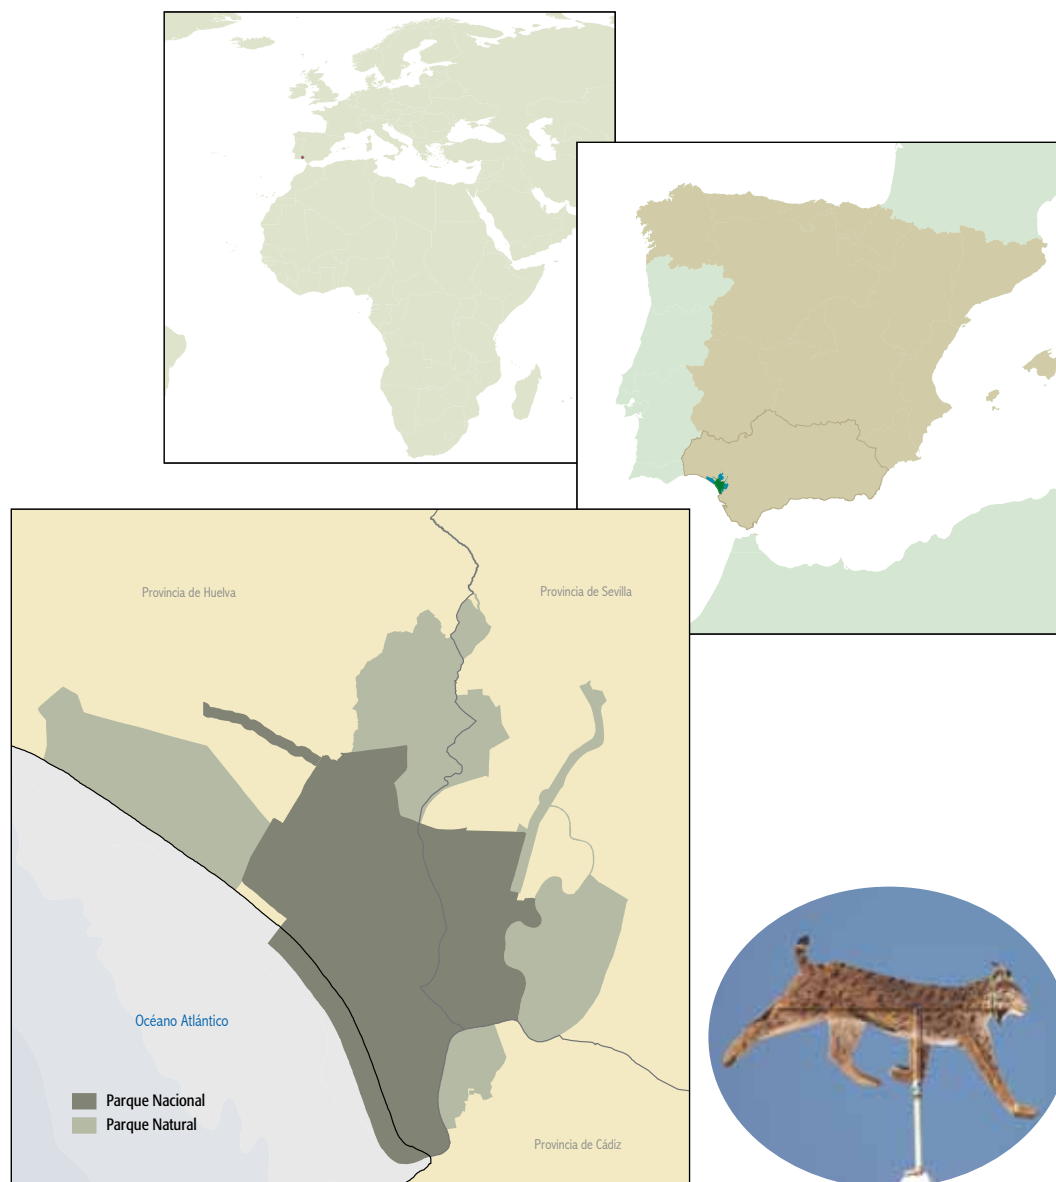 Provincia de Huelva
Provincia de Sevilla
Océano Atlántico
Parque Nacional
Parque Natural
Provincia de Cádiz